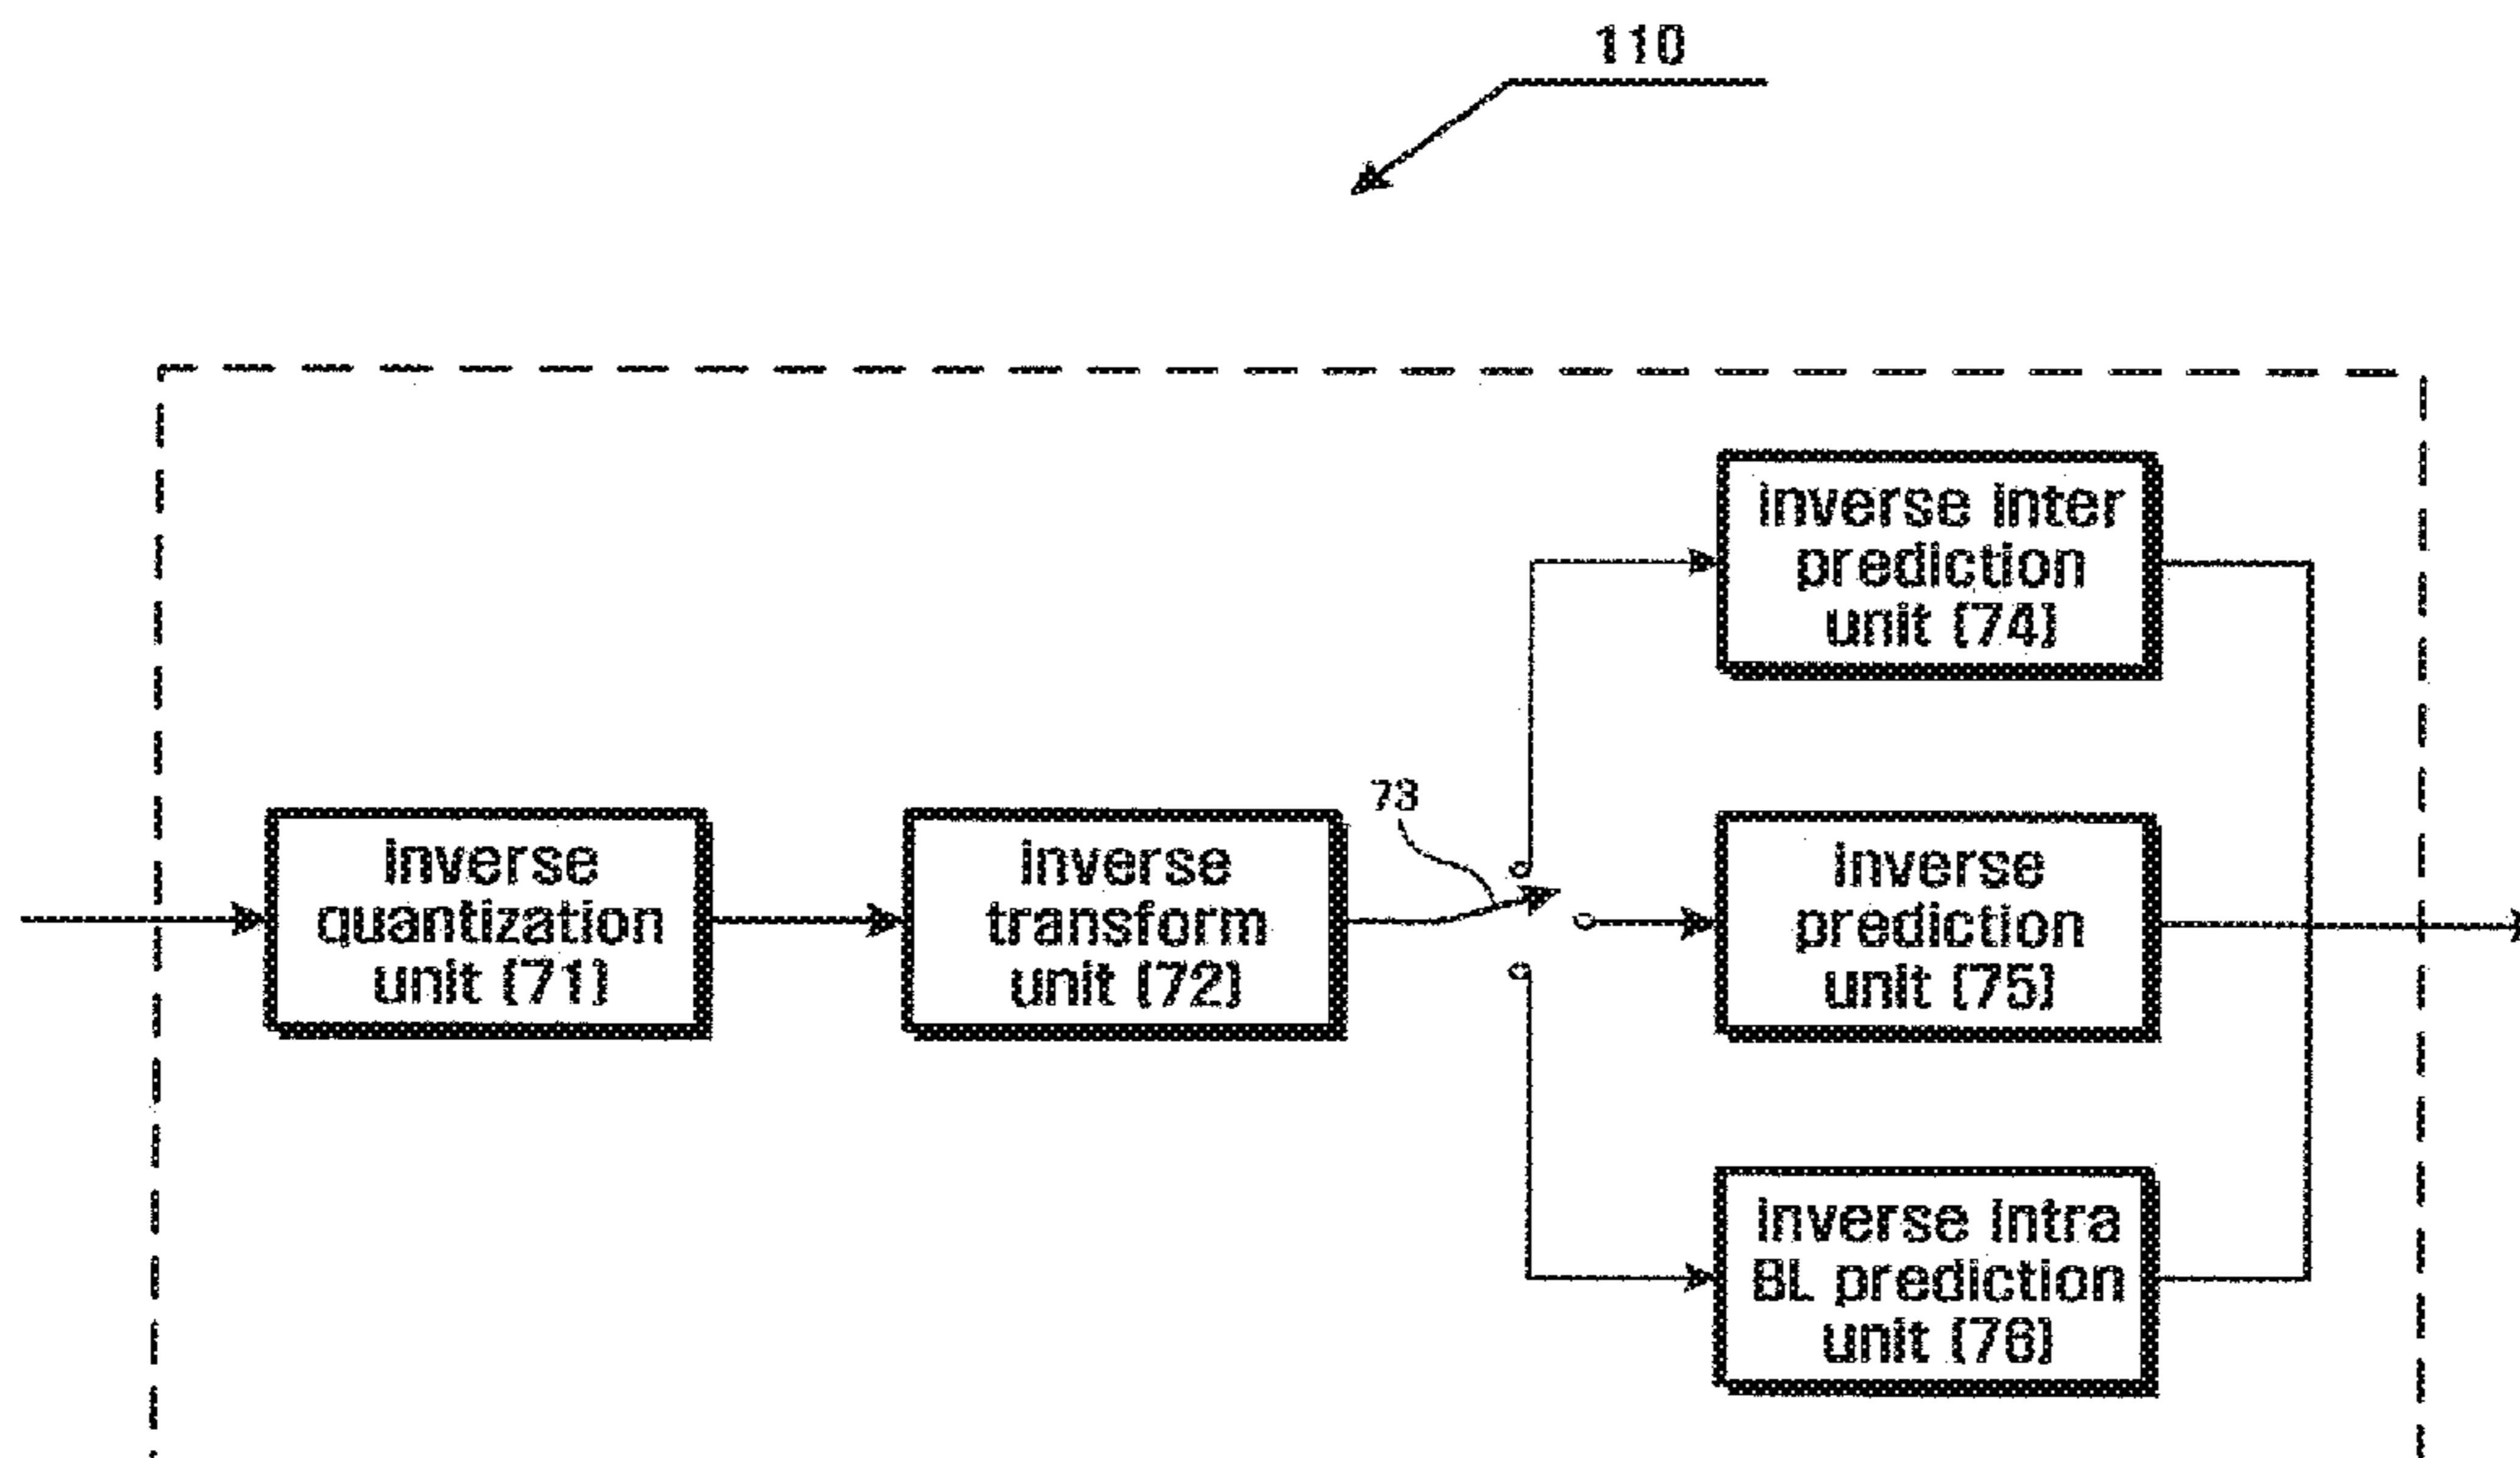 110
Inverse Inter
prediction
unit (74)
73
Inverse
quantization
unit (71)
Inverse
transform
unit (72)
Inverse
prediction
unit (75)
Inverse Intra
BL prediction
unit (76)